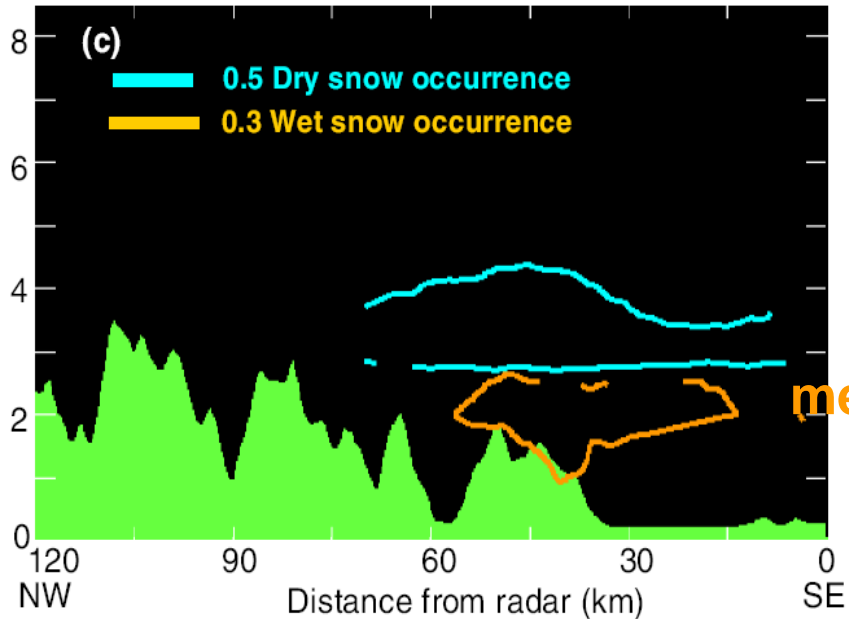 8
(c)
0.5 Dry snow occurrence
0.3 Wet snow occurrence
6
4
me
2
0
120 90 60 30 0
NW Distance from radar (km) SE